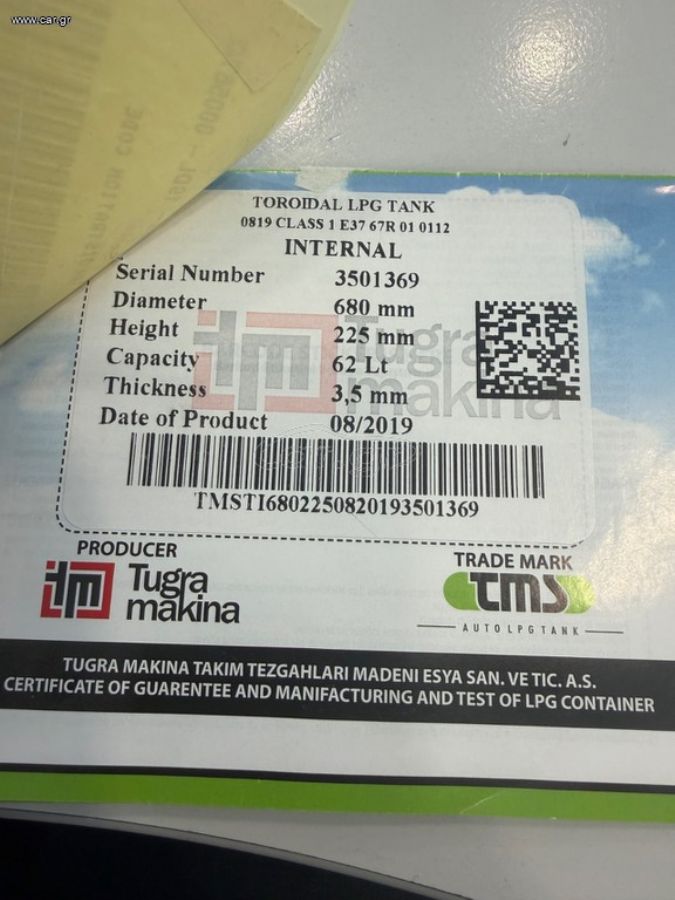 www.car.gr
TOROIDAL LPG TANK
0819 CLASS 1 E37 67R 01 0112
INTERNAL
Serial Number 3501369
Diameter 680 mm
Height 225 mm
Capacity 62 Lt
Thickness 3,5 mm
Date of Product 08/2019
Tugra
makina
TMSTI6802250820193501369
PRODUCER
Tugra
makina
TRADE MARK
TMS
AUTO LPG TANK
TUGRA MAKINA TAKIM TEZGAHLARI MADENI ESYA SAN. VE TIC. A.S.
CERTIFICATE OF GUARENTEE AND MANIFACTURING AND TEST OF LPG CONTAINER